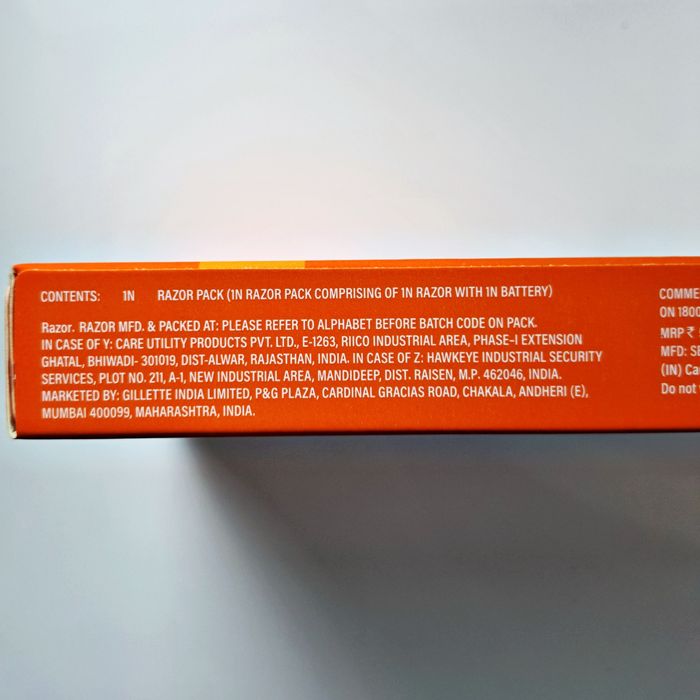 CONTENTS: 1N RAZOR PACK (1N RAZOR PACK COMPRISING OF 1N RAZOR WITH 1N BATTERY)
Razor. RAZOR MFD. & PACKED AT: PLEASE REFER TO ALPHABET BEFORE BATCH CODE ON PACK.
IN CASE OF Y: CARE UTILITY PRODUCTS PVT. LTD., E-1263, RIICO INDUSTRIAL AREA, PHASE-I EXTENSION
GHATAL, BHIWADI- 301019, DIST-ALWAR, RAJASTHAN, INDIA. IN CASE OF Z: HAWKEYE INDUSTRIAL SECURITY
SERVICES, PLOT NO. 211, A-1, NEW INDUSTRIAL AREA, MANDIDEEP, DIST. RAISEN, M.P. 462046, INDIA.
MARKETED BY: GILLETTE INDIA LIMITED, P&G PLAZA, CARDINAL GRACIAS ROAD, CHAKALA, ANDHERI (E),
MUMBAI 400099, MAHARASHTRA, INDIA.
COMME
ON 1800
MRP ₹
MFD: SE
(IN) Ca
Do not